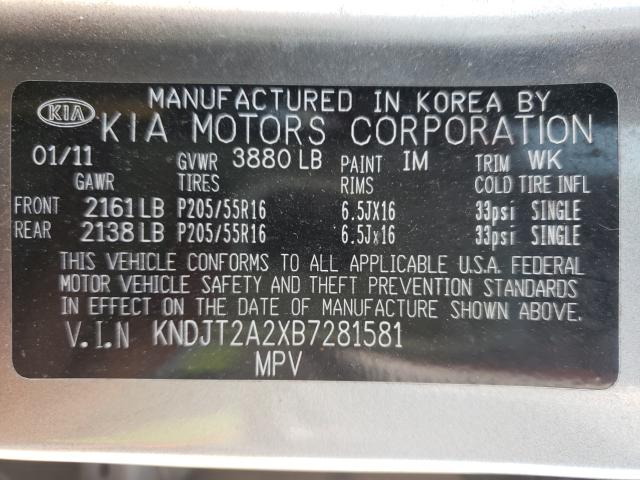 MANUFACTURED IN KOREA BY
KIA KIA MOTORS CORPORATION
01/11 GVWR 3880 LB PAINT IM TRIM WK
GAWR TIRES RIMS COLD TIRE INFL
FRONT 2161 LB P205/55R16 6.5JX16 33psi SINGLE
REAR 2138 LB P205/55R16 6.5Jx16 33psi SINGLE
THIS VEHICLE CONFORMS TO ALL APPLICABLE U.S.A. FEDERAL
MOTOR VEHICLE SAFETY AND THEFT PREVENTION STANDARDS
IN EFFECT ON THE DATE OF MANUFACTURE SHOWN ABOVE.
V.I.N KNDJT2A2XB7281581
MPV